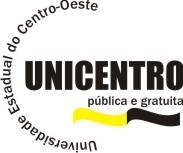 Universidade Estadual do Centro-Oeste
UNICENTRO
pública e gratuita